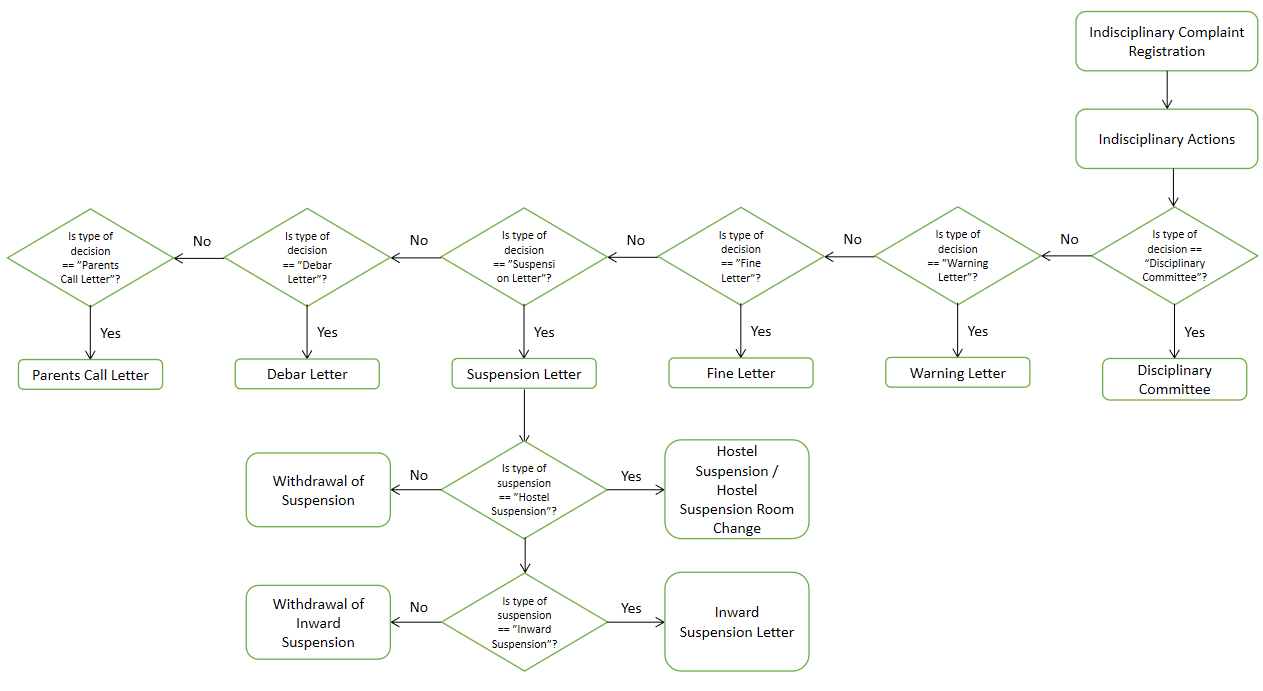 Indisciplinary Complaint
Registration
Indisciplinary Actions
Is type of
decision ==
"Disciplinary
Committee"?
No
Yes
Disciplinary
Committee
Is type of
decision
== "Warning
Letter"?
No
Yes
Warning Letter
Is type of
decision
== "Fine
Letter"?
No
Yes
Fine Letter
Is type of
decision
== "Suspensi
on Letter"?
No
Yes
Suspension Letter
Is type of
decision
== "Debar
Letter"?
No
Yes
Debar Letter
Is type of
decision
== "Parents
Call Letter"?
Yes
Parents Call Letter
Is type of
suspension
== "Hostel
Suspension"?
No
Withdrawal of
Suspension
Yes
Hostel
Suspension /
Hostel
Suspension Room
Change
Is type of
suspension
== "Inward
Suspension"?
No
Withdrawal of
Inward
Suspension
Yes
Inward
Suspension Letter